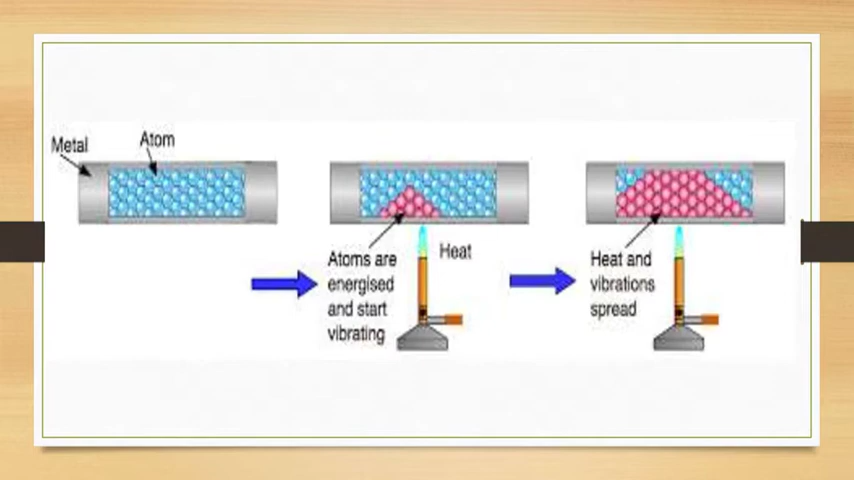 Metal
Atom
Atoms are
energised
and start
vibrating
Heat
Heat and
vibrations
spread